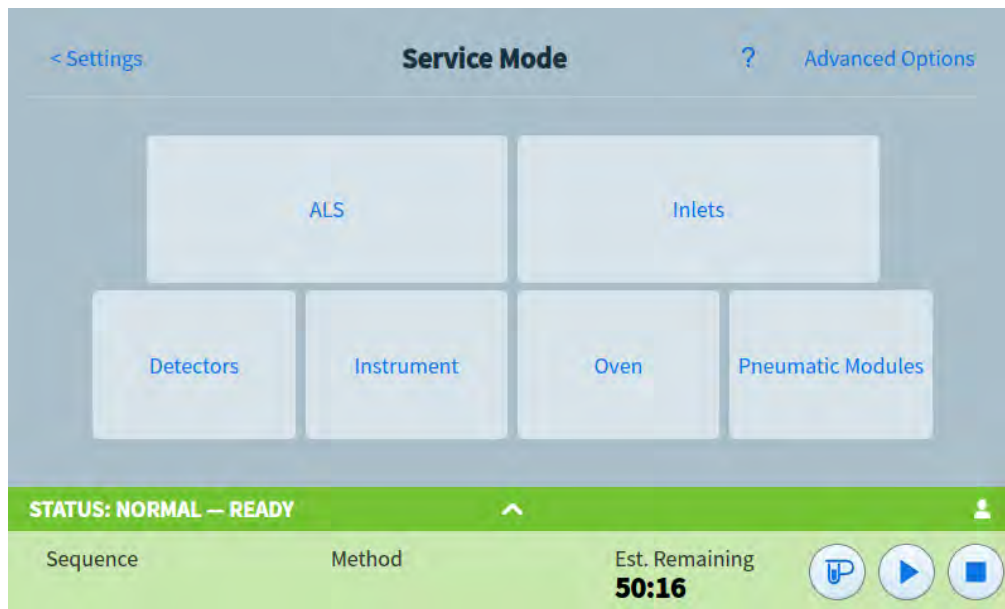 < Settings
Service Mode
?
Advanced Options
ALS
Inlets
Detectors
Instrument
Oven
Pneumatic Modules
STATUS: NORMAL — READY
Sequence
Method
Est. Remaining
50:16